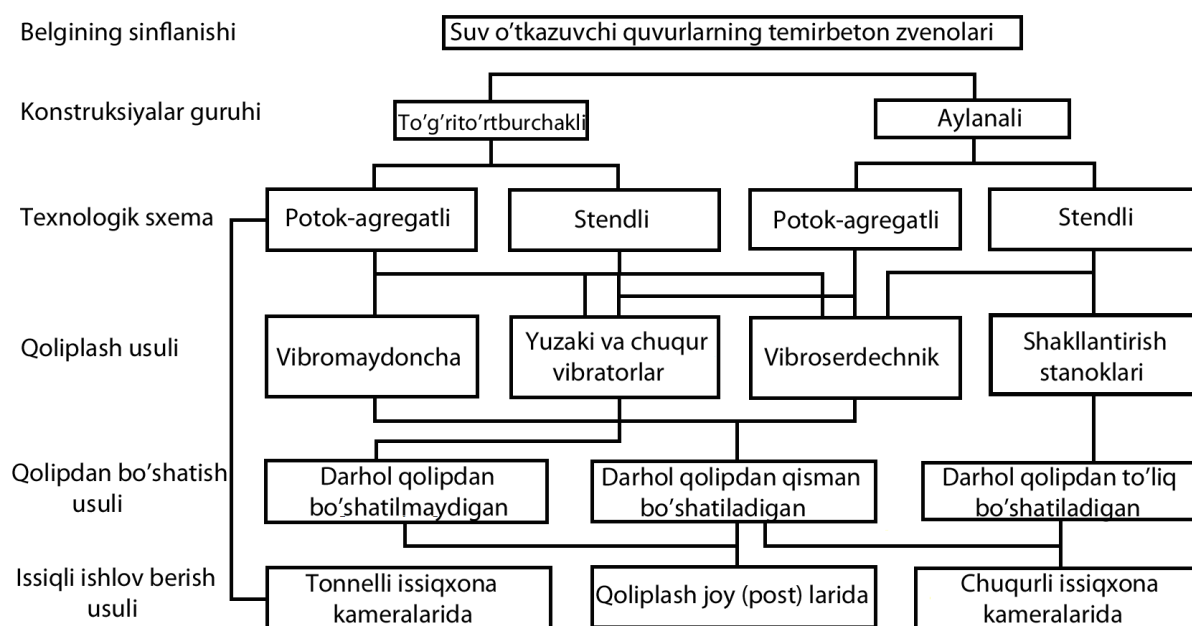 Belgining sinflanishi
Suv o’tkazuvchi quvurlarning temirbeton zvenolari
Konstruksiyalar guruhi
To’g’rito’rtburchakli
Aylanali
Texnologik sxema
Potok-agregatli
Stendli
Potok-agregatli
Stendli
Qoliplash usuli
Vibromaydoncha
Yuzaki va chuqur
vibratorlar
Vibroserdechnik
Shakllantirish
stanoklari
Qolipdan bo’shatish
usuli
Darhol qolipdan
bo’shatilmaydigan
Darhol qolipdan qisman
bo’shatiladigan
Darhol qolipdan to’liq
bo’shatiladigan
Issiqli ishlov berish
usuli
Tonnelli issiqxona
kameralarida
Qoliplash joy (post) larida
Chuqurli issiqxona
kameralarida